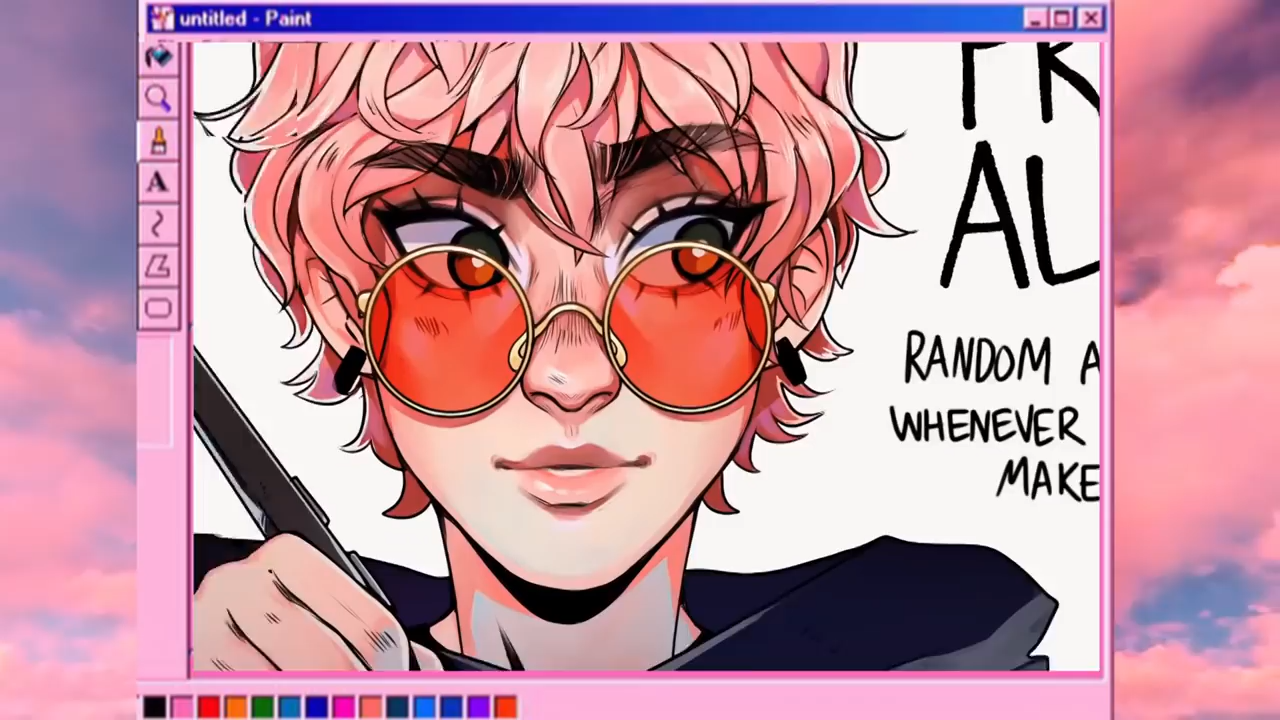 untitled - Paint
A
AL
RANDOM A
WHENEVER
MAKE